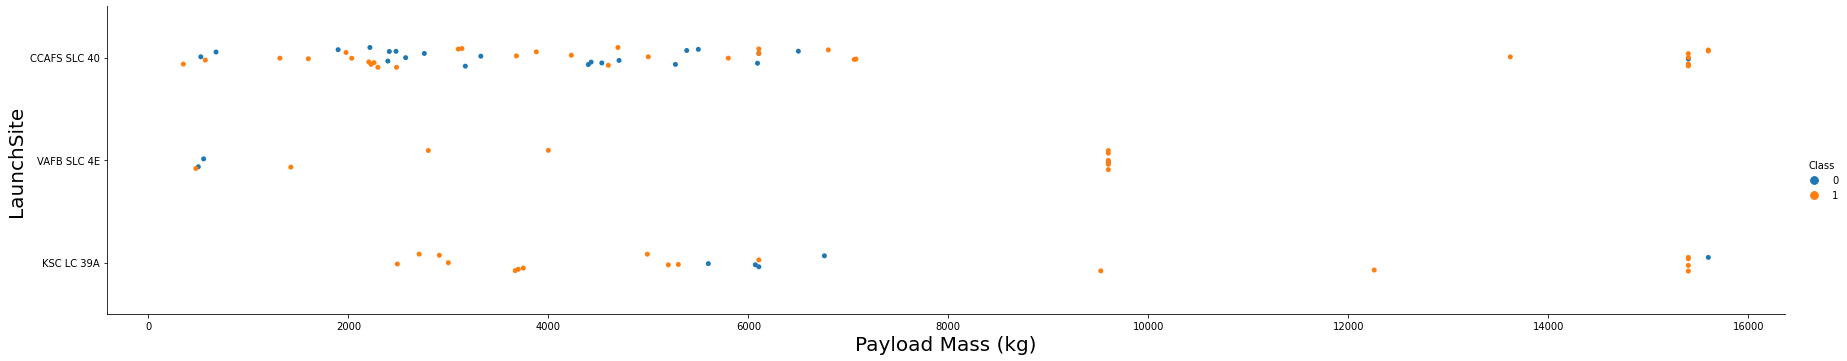 LaunchSite
CCAFS SLC 40
VAFB SLC 4E
KSC LC 39A
0 2000 4000 6000 8000 10000 12000 14000 16000
Payload Mass (kg)
Class
0
1